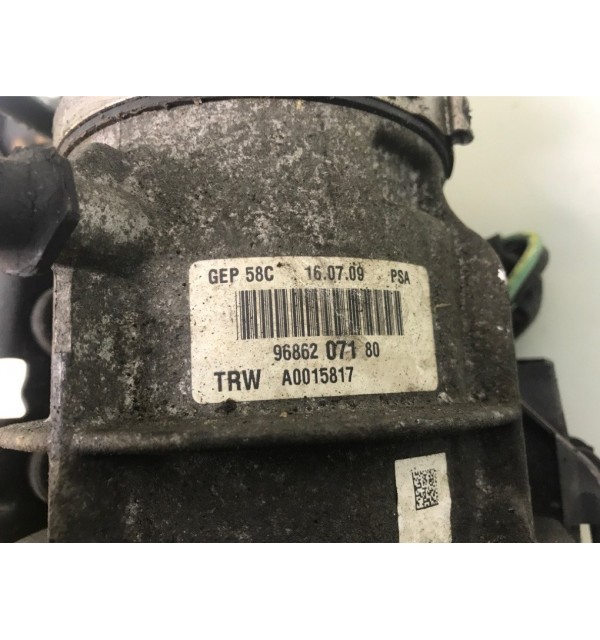 GEP 58C 16.07.09 PSA
96862 071 80
TRW A0015817